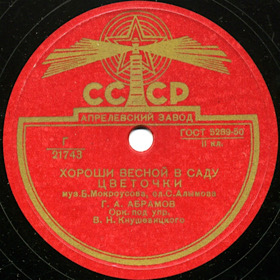 СССР
АПРЕЛЕВСКИЙ ЗАВОД
ГОСТ 5289-50
II кл.
Г
21743
ХОРОШИ ВЕСНОЙ В САДУ
ЦВЕТОЧКИ
муз.Б.Мокроусова, сл.С.Алымова
Г. А. АБРАМОВ
Орк. под упр.
В. Н. Кнушевицкого